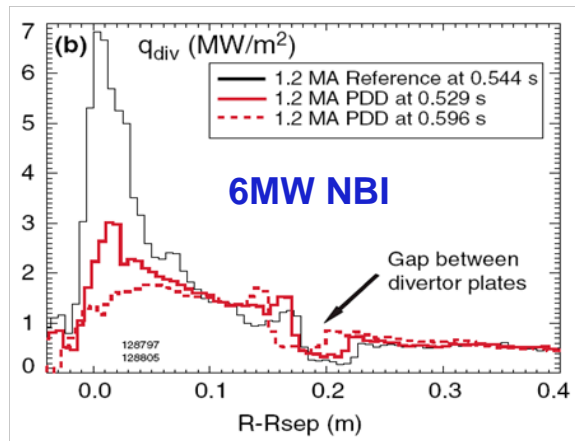 (b) q_div (MW/m²)
1.2 MA Reference at 0.544 s
1.2 MA PDD at 0.529 s
1.2 MA PDD at 0.596 s
6MW NBI
Gap between
divertor plates
128797
128805
7
6
5
4
3
2
1
0
0.0 0.1 0.2 0.3 0.4
R-Rsep (m)